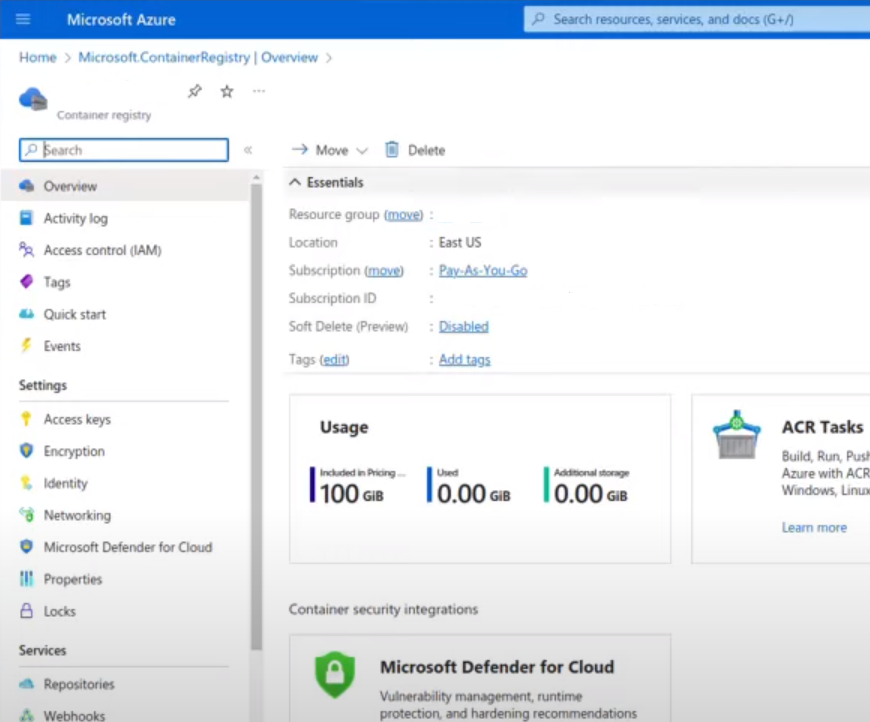 Microsoft Azure
Search resources, services, and docs (G+/)
Home > Microsoft.ContainerRegistry | Overview >
Container registry
Search
«
Move
Delete
Overview
Activity log
Access control (IAM)
Tags
Quick start
Events
Settings
Access keys
Encryption
Identity
Networking
Microsoft Defender for Cloud
Properties
Locks
Services
Repositories
Webhooks
Essentials
Resource group (move) :
Location : East US
Subscription (move) : Pay-As-You-Go
Subscription ID :
Soft Delete (Preview) : Disabled
Tags (edit) : Add tags
Usage
Included in Pricing ...
100 GiB
Used
0.00 GiB
Additional storage
0.00 GiB
ACR Tasks
Build, Run, Push
Azure with ACR
Windows, Linux
Learn more
Container security integrations
Microsoft Defender for Cloud
Vulnerability management, runtime
protection, and hardening recommendations